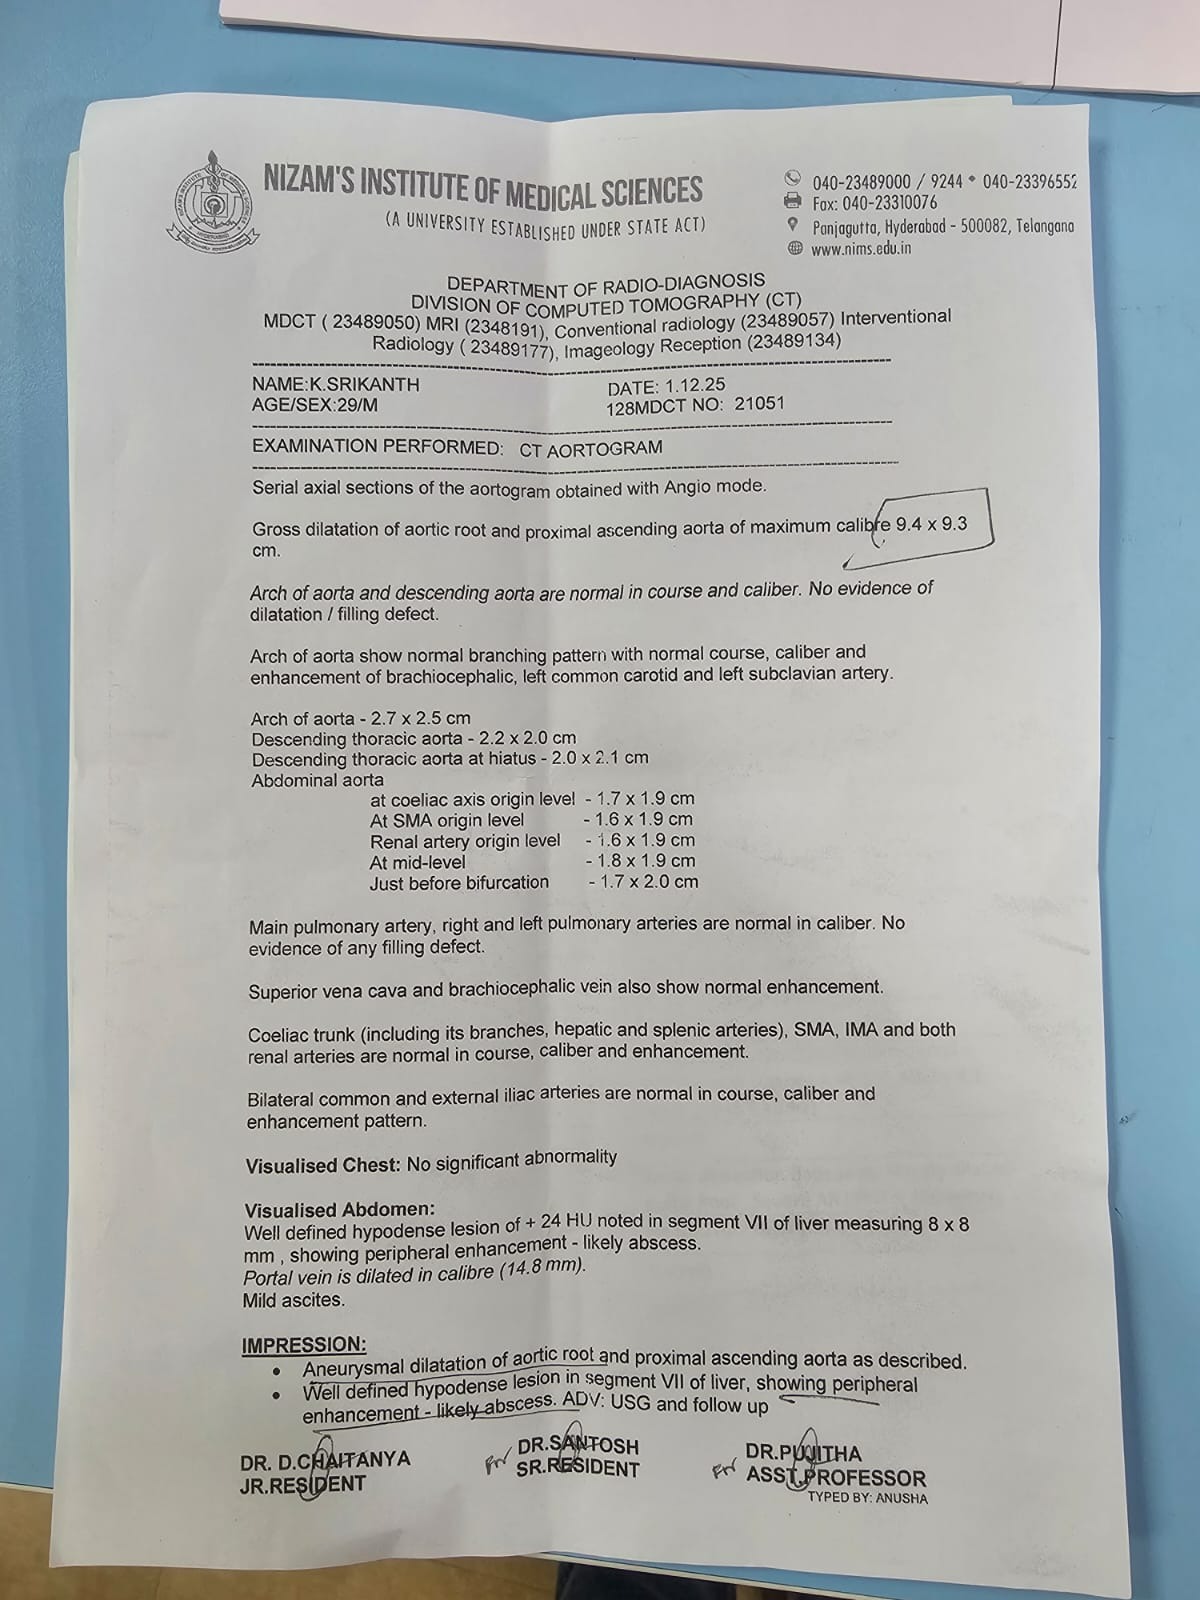 NIZAM'S INSTITUTE OF MEDICAL SCIENCES
(A UNIVERSITY ESTABLISHED UNDER STATE ACT)
040-23489000 / 9244 * 040-23396552
Fax: 040-23310076
Panjagutta, Hyderabad - 500082, Telangana
www.nims.edu.in
DEPARTMENT OF RADIO-DIAGNOSIS
DIVISION OF COMPUTED TOMOGRAPHY (CT)
MDCT ( 23489050) MRI (2348191), Conventional radiology (23489057) Interventional
Radiology ( 23489177), Imageology Reception (23489134)
NAME:K.SRIKANTH DATE: 1.12.25
AGE/SEX:29/M 128MDCT NO: 21051
EXAMINATION PERFORMED: CT AORTOGRAM
Serial axial sections of the aortogram obtained with Angio mode.
Gross dilatation of aortic root and proximal ascending aorta of maximum calibre 9.4 x 9.3
cm.
Arch of aorta and descending aorta are normal in course and caliber. No evidence of
dilatation / filling defect.
Arch of aorta show normal branching pattern with normal course, caliber and
enhancement of brachiocephalic, left common carotid and left subclavian artery.
Arch of aorta - 2.7 x 2.5 cm
Descending thoracic aorta - 2.2 x 2.0 cm
Descending thoracic aorta at hiatus - 2.0 x 2.1 cm
Abdominal aorta
at coeliac axis origin level - 1.7 x 1.9 cm
At SMA origin level - 1.6 x 1.9 cm
Renal artery origin level - 1.6 x 1.9 cm
At mid-level - 1.8 x 1.9 cm
Just before bifurcation - 1.7 x 2.0 cm
Main pulmonary artery, right and left pulmonary arteries are normal in caliber. No
evidence of any filling defect.
Superior vena cava and brachiocephalic vein also show normal enhancement.
Coeliac trunk (including its branches, hepatic and splenic arteries), SMA, IMA and both
renal arteries are normal in course, caliber and enhancement.
Bilateral common and external iliac arteries are normal in course, caliber and
enhancement pattern.
Visualised Chest: No significant abnormality
Visualised Abdomen:
Well defined hypodense lesion of + 24 HU noted in segment VII of liver measuring 8 x 8
mm , showing peripheral enhancement - likely abscess.
Portal vein is dilated in calibre (14.8 mm).
Mild ascites.
IMPRESSION:
• Aneurysmal dilatation of aortic root and proximal ascending aorta as described.
• Well defined hypodense lesion in segment VII of liver, showing peripheral
enhancement - likely abscess. ADV: USG and follow up
DR. D.CHAITANYA DR.SANTOSH DR.PUJITHA
JR.RESIDENT SR.RESIDENT ASST.PROFESSOR
TYPED BY: ANUSHA